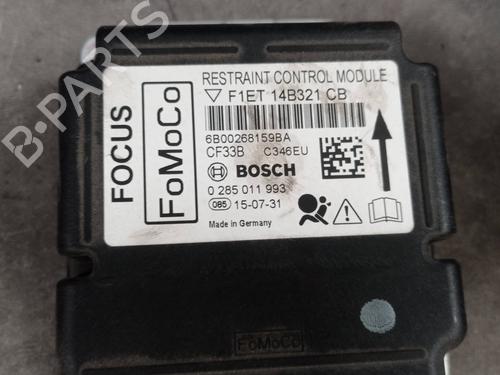 FOCUS
FoMoCo
RESTRAINT CONTROL MODULE
F1ET 14B321 CB
6B00268159BA
CF33B C346EU
BOSCH
0 285 011 993
085 15-07-31
Made in Germany
FoMoCo